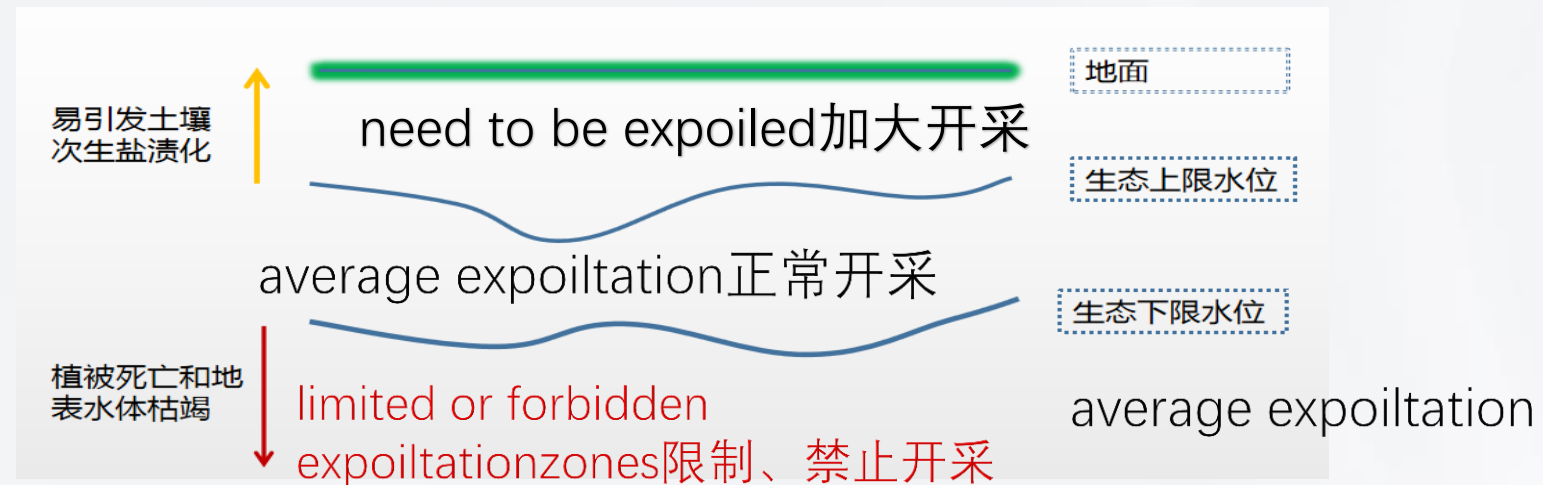 地面
易引发土壤
次生盐渍化
need to be expoiled加大开采
生态上限水位
average expoiltation正常开采
生态下限水位
植被死亡和地
表水体枯竭
limited or forbidden
expoiltationzones限制、禁止开采
average expoiltation